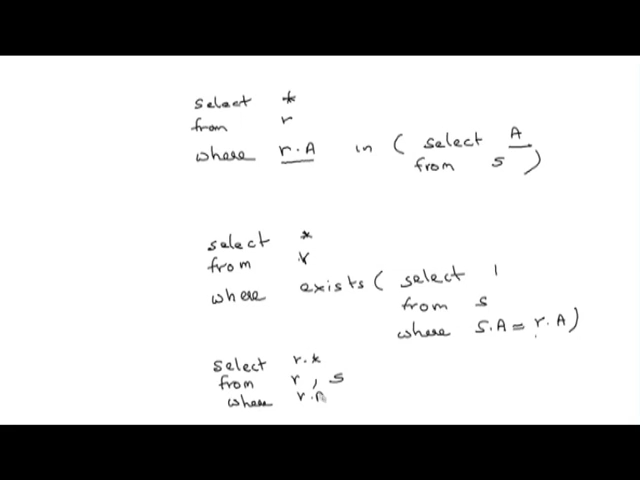 select *
from r
where r.A in ( select A
from s )
select *
from r
where exists ( select 1
from s
where s.A = r.A )
select r.*
from r, s
where r.A